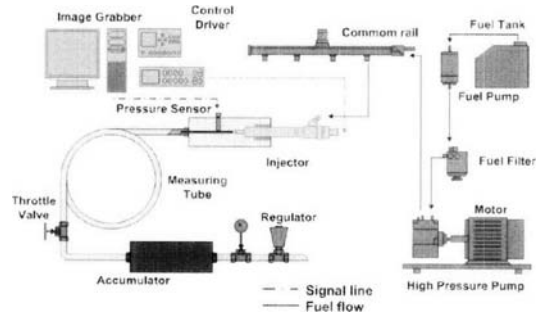 Image Grabber
Control
Driver
Commom rail
Fuel Tank
Fuel Pump
Pressure Sensor
Injector
Fuel Filter
Measuring
Tube
Throttle
Valve
Regulator
Motor
Accumulator
High Pressure Pump
Signal line
Fuel flow